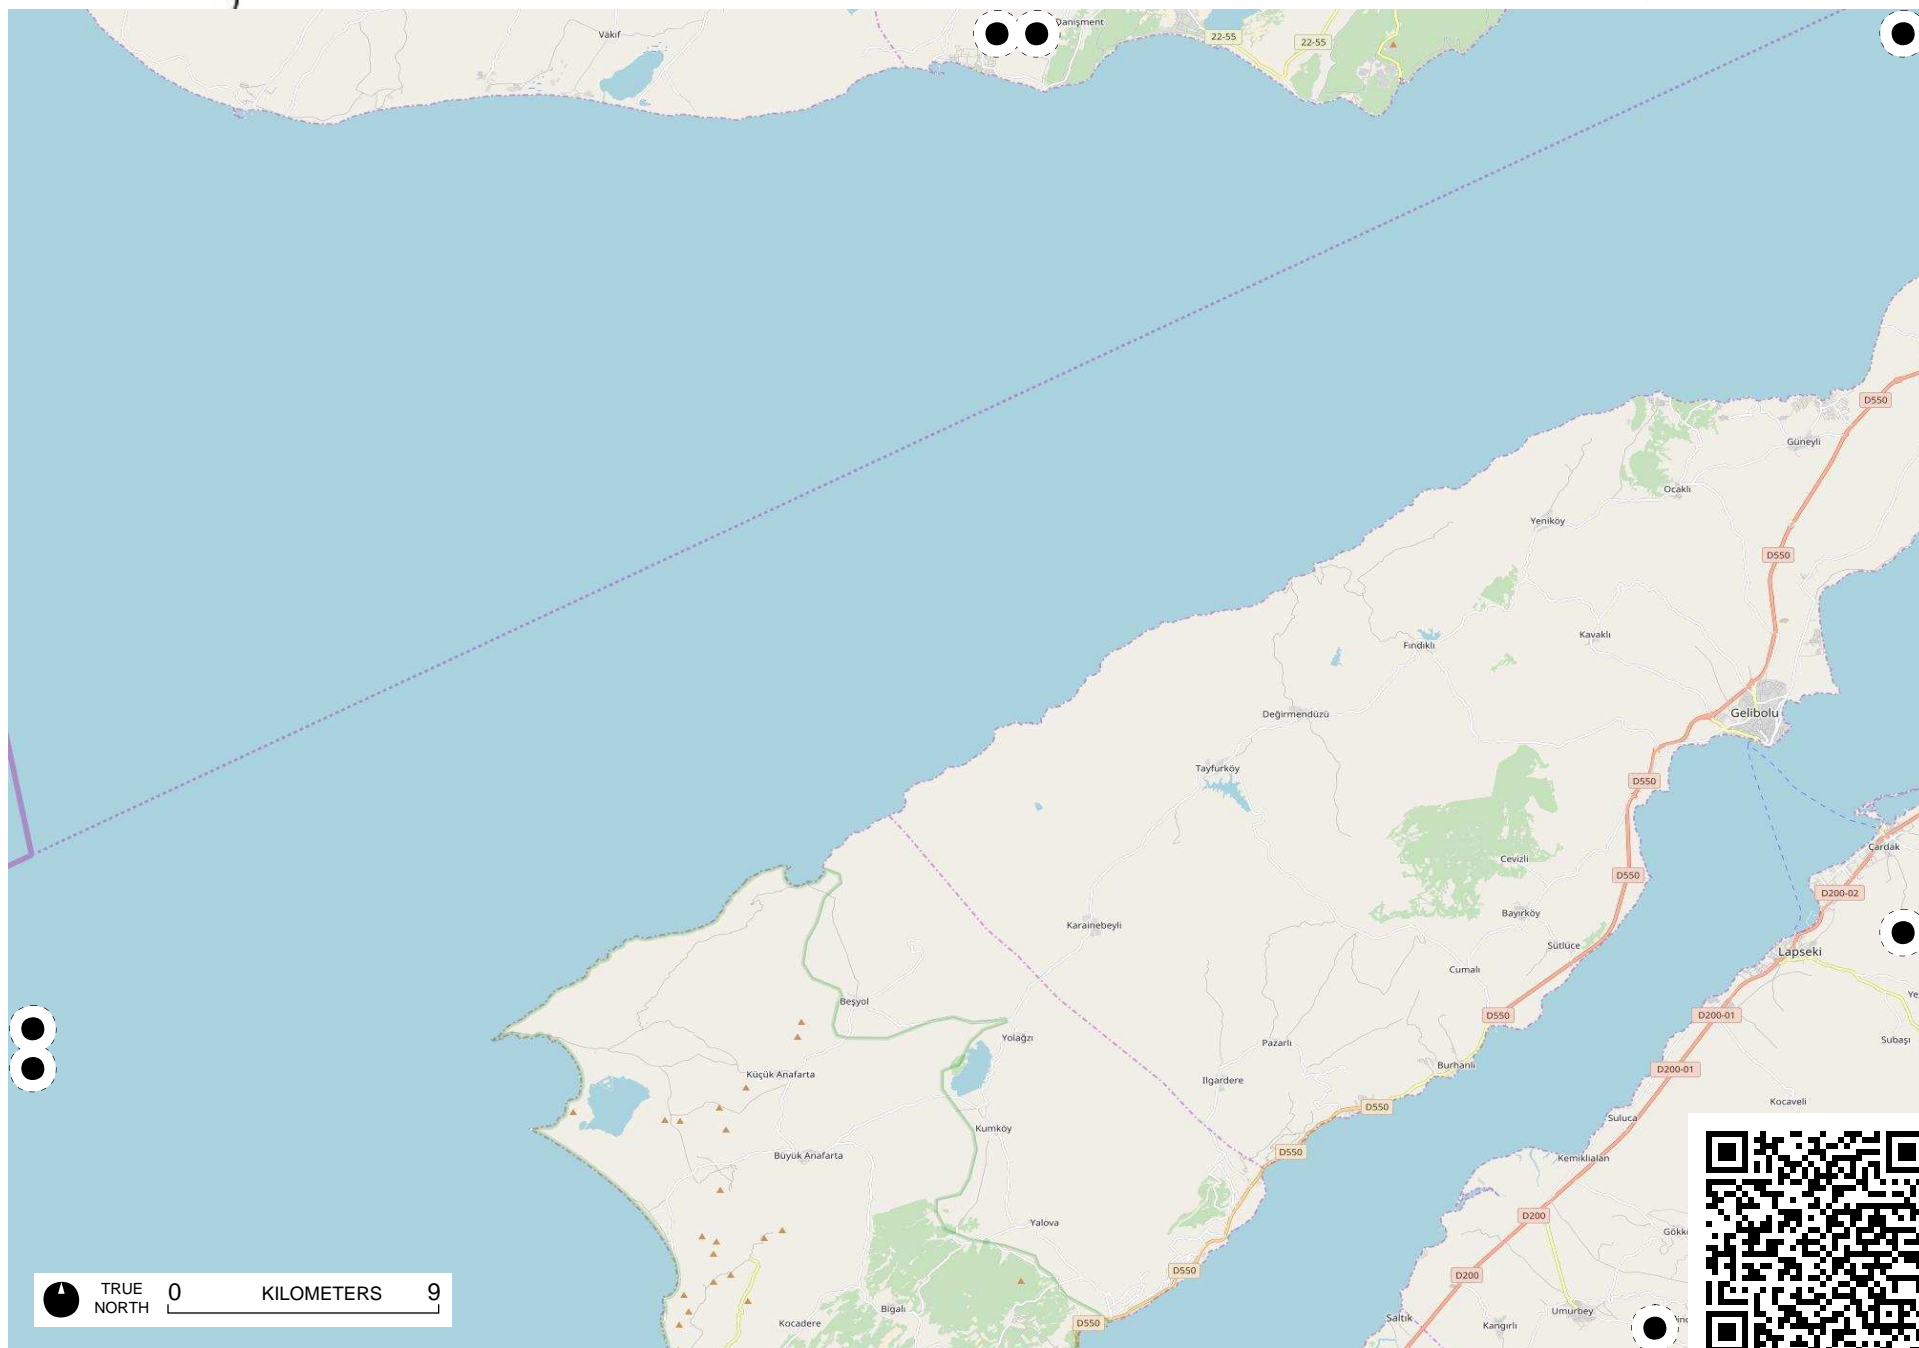 Vakıf
Danişment
22-55
22-55
D550
Güneyli
Ocaklı
Yeniköy
D550
Kavaklı
Fındıklı
Gelibolu
Değirmendüzü
Tayfurköy
D550
Çardak
Cevizli
D550
D200-02
Bayırköy
Karainebeyli
Sütlüce
Lapseki
Cumalı
Beşyol
D550
D200-01
Yolağzı
Pazarlı
Subaşı
Burhanlı
D200-01
Küçük Anafarta
Ilgardere
Kocaveli
D550
Suluca
Kumköy
D550
Büyük Anafarta
Kemiklialan
D200
Yalova
D550
D200
TRUE
NORTH
0 KILOMETERS 9
Bigalı
Umurbey
Saltık
Kocadere
D550
Kangırlı